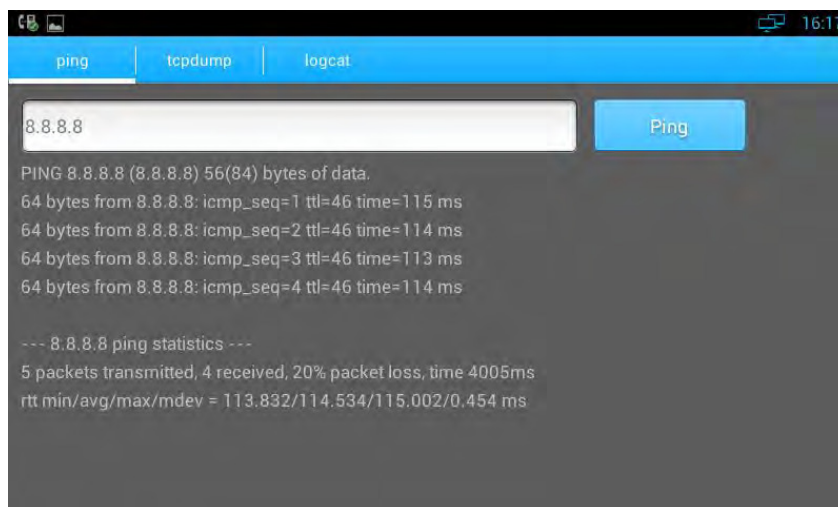 16:17
ping tcpdump logcat
8.8.8.8 Ping
PING 8.8.8.8 (8.8.8.8) 56(84) bytes of data.
64 bytes from 8.8.8.8: icmp_seq=1 ttl=46 time=115 ms
64 bytes from 8.8.8.8: icmp_seq=2 ttl=46 time=114 ms
64 bytes from 8.8.8.8: icmp_seq=3 ttl=46 time=113 ms
64 bytes from 8.8.8.8: icmp_seq=4 ttl=46 time=114 ms
--- 8.8.8.8 ping statistics ---
5 packets transmitted, 4 received, 20% packet loss, time 4005ms
rtt min/avg/max/mdev = 113.832/114.534/115.002/0.454 ms